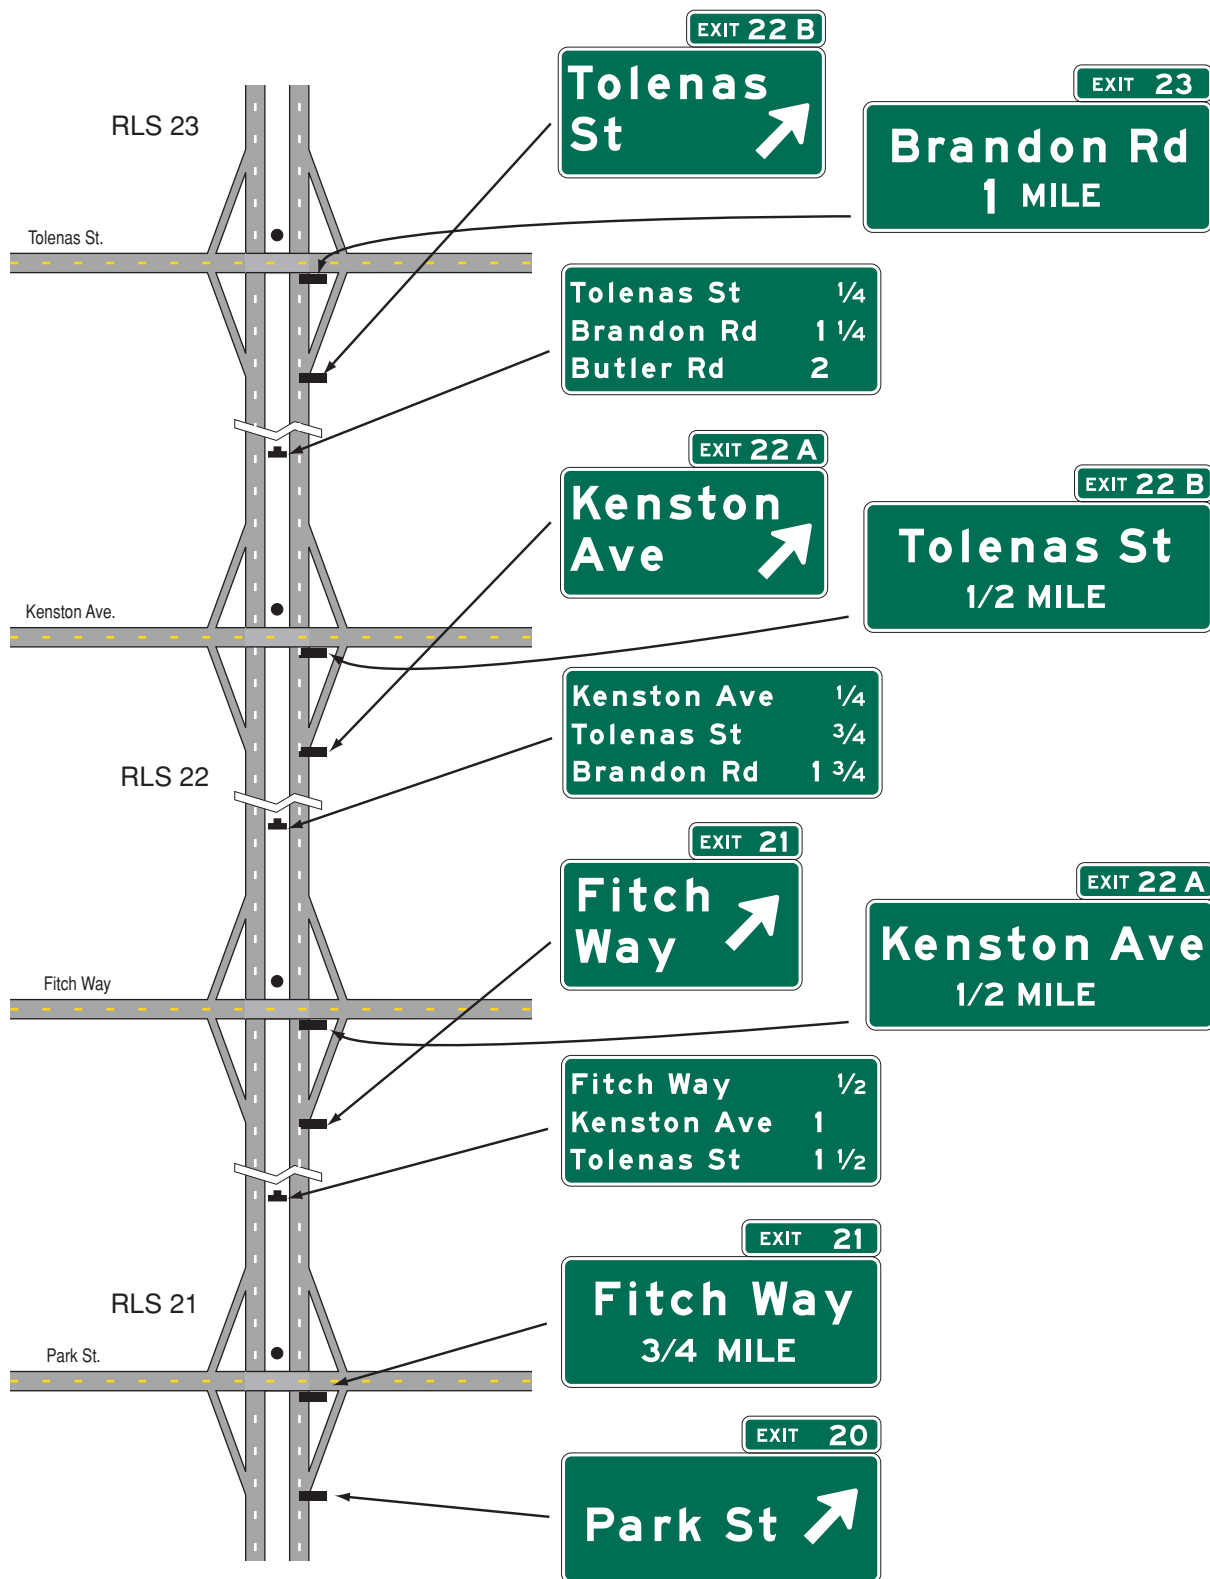 EXIT 22 B
Tolenas
St
RLS 23
EXIT 23
Brandon Rd
1 MILE
Tolenas St.
Tolenas St 1/4
Brandon Rd 1 1/4
Butler Rd 2
EXIT 22 A
Kenston
Ave
EXIT 22 B
Tolenas St
1/2 MILE
Kenston Ave.
Kenston Ave 1/4
Tolenas St 3/4
Brandon Rd 1 3/4
RLS 22
EXIT 21
Fitch
Way
EXIT 22 A
Kenston Ave
1/2 MILE
Fitch Way
Fitch Way 1/2
Kenston Ave 1
Tolenas St 1 1/2
EXIT 21
Fitch Way
3/4 MILE
RLS 21
Park St.
EXIT 20
Park St